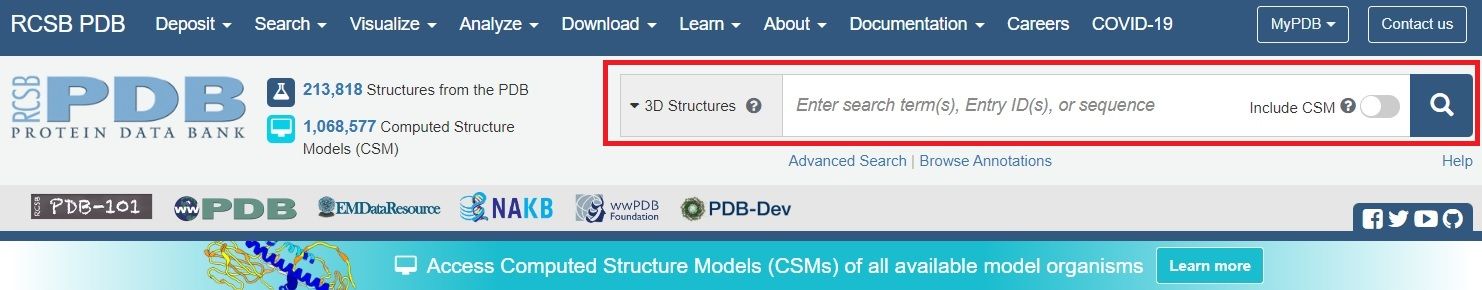 RCSB PDB Deposit Search Visualize Analyze Download Learn About Documentation Careers COVID-19 MyPDB Contact us
RCSB PDB
PROTEIN DATA BANK
213,818 Structures from the PDB
1,068,577 Computed Structure
Models (CSM)
3D Structures ? Enter search term(s), Entry ID(s), or sequence Include CSM ?
Advanced Search | Browse Annotations Help
RCSB PDB-101 wwPDB EMDataResource NAKB wwPDB
Foundation PDB-Dev
Access Computed Structure Models (CSMs) of all available model organisms Learn more